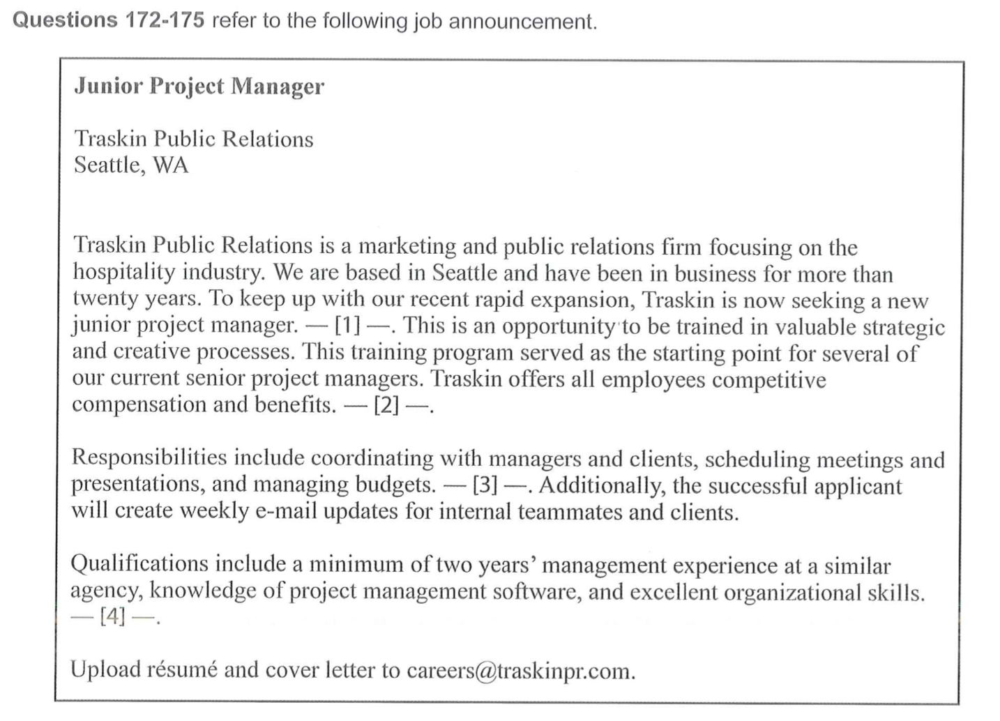 Questions 172-175 refer to the following job announcement.
Junior Project Manager
Traskin Public Relations
Seattle, WA
Traskin Public Relations is a marketing and public relations firm focusing on the
hospitality industry. We are based in Seattle and have been in business for more than
twenty years. To keep up with our recent rapid expansion, Traskin is now seeking a new
junior project manager. — [1] —. This is an opportunity to be trained in valuable strategic
and creative processes. This training program served as the starting point for several of
our current senior project managers. Traskin offers all employees competitive
compensation and benefits. — [2] —.
Responsibilities include coordinating with managers and clients, scheduling meetings and
presentations, and managing budgets. — [3] —. Additionally, the successful applicant
will create weekly e-mail updates for internal teammates and clients.
Qualifications include a minimum of two years’ management experience at a similar
agency, knowledge of project management software, and excellent organizational skills.
— [4] —.
Upload résumé and cover letter to careers@traskinpr.com.